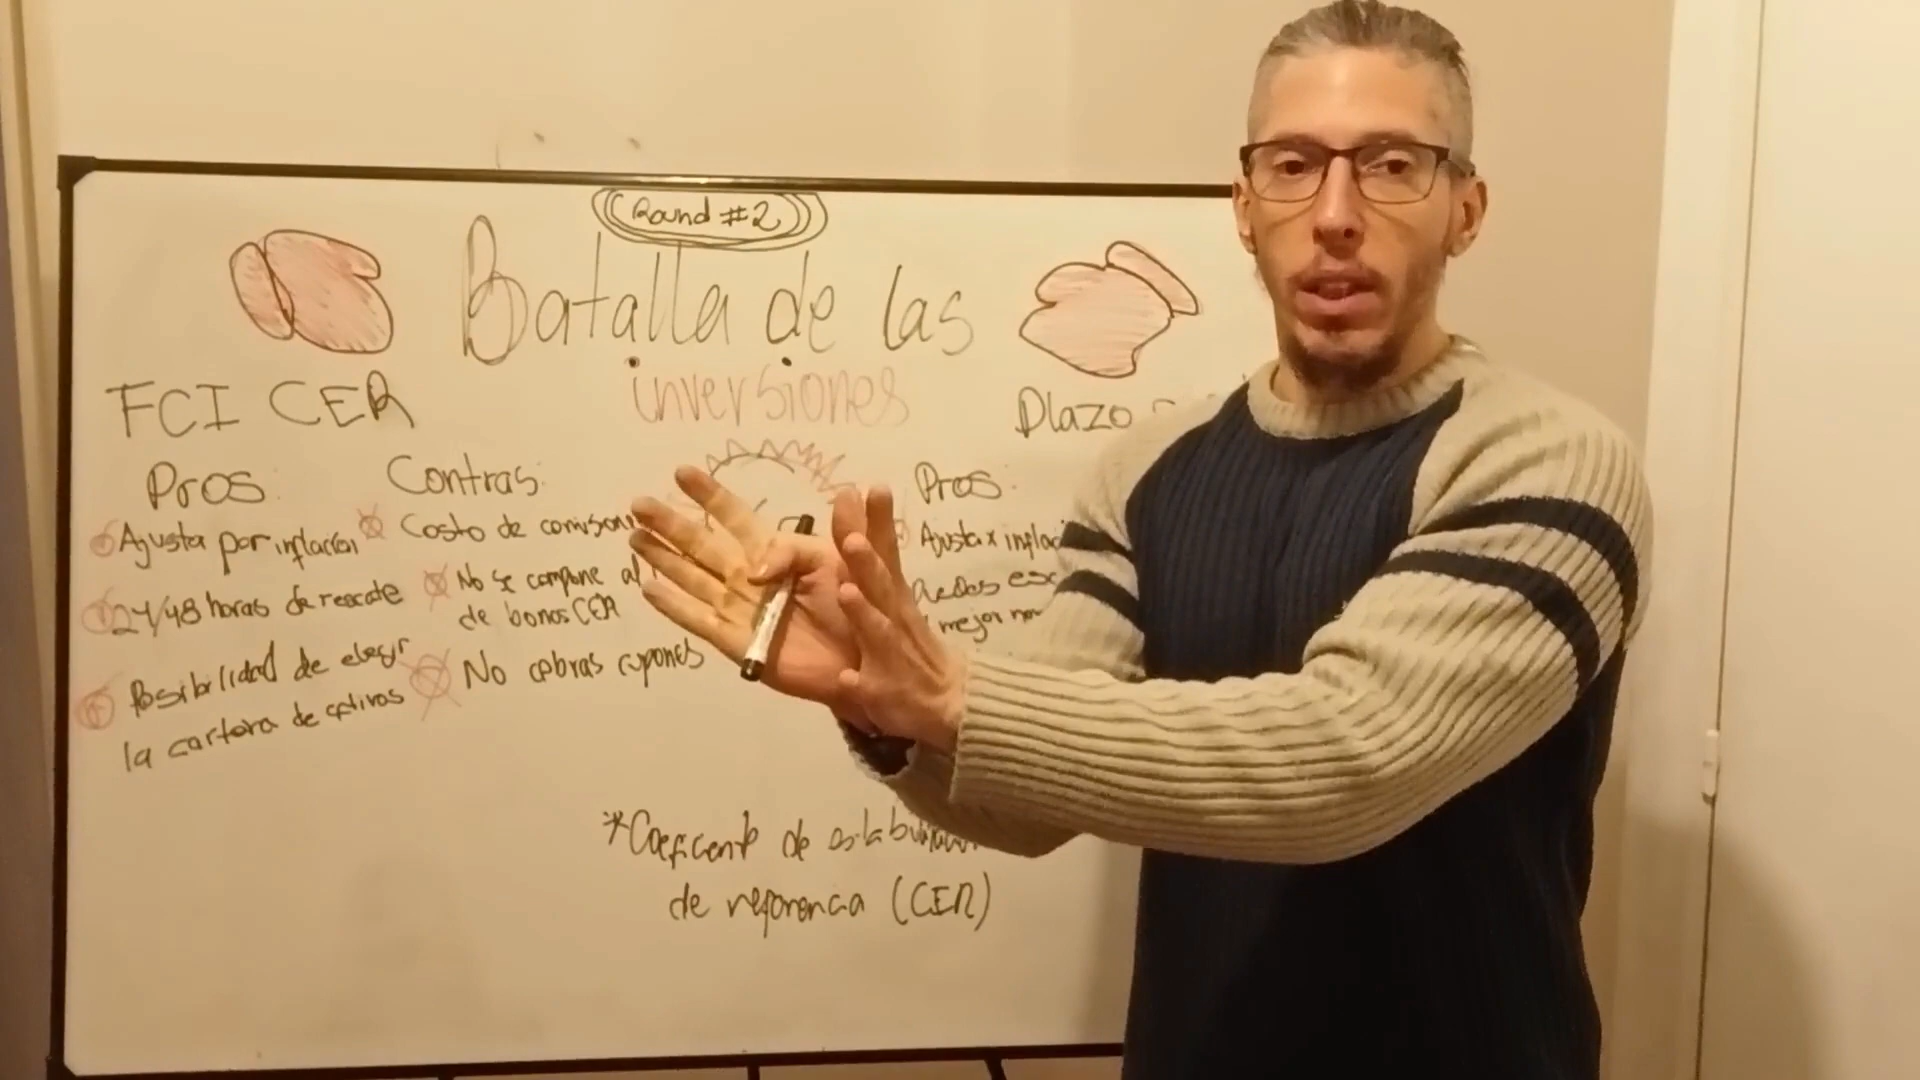 Round #2
Batalla de las
inversiones
FCI CER
Pros:
Ajusta por inflación
24/48 horas de rescate
Posibilidad de elegir
la cartera de activos
Contras:
Costo de
No se compone al
de bonos CER
No cobras cupones
Plazo
Pros:
Ajusta x
mejor
*Coeficiente de
de referencia (CER)